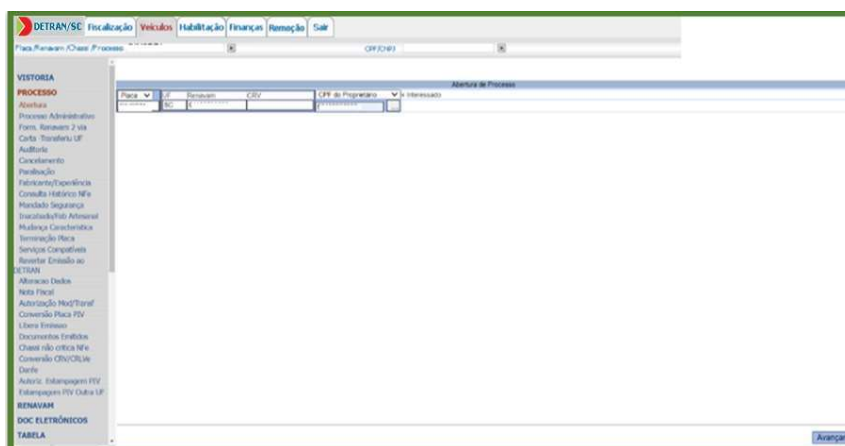 DETRAN/SC Fiscalização Veículos Habilitação Finanças Remoção Sair
Placa /Renavam /Chassi /Processo CPF/CNPJ
VISTORIA
Abertura de Processo
PROCESSO
Placa UF Renavam CRV CPF do Proprietário + Interessado
Abertura
SC ...
Processo Administrativo
Form. Renavam 2 via
Carta -Transferiu UF
Auditoria
Cancelamento
Paralisação
Fabricante/Experiência
Consulta Histórico NFe
Mandado Segurança
Inacabado/Fab Artesanal
Mudança Característica
Terminação Placa
Serviços Compatíveis
Reverter Emissão ao
DETRAN
Alteracao Dados
Nota Fiscal
Autorização Mod/Transf
Conversão Placa PIV
Libera Emissao
Documentos Emitidos
Chassi não critica NFe
Conversão CRV/CRLVe
Danfe
Autoriz. Estampagem PIV
Estampagem PIV Outra UF
RENAVAM
DOC ELETRÔNICOS
TABELA
Avançar